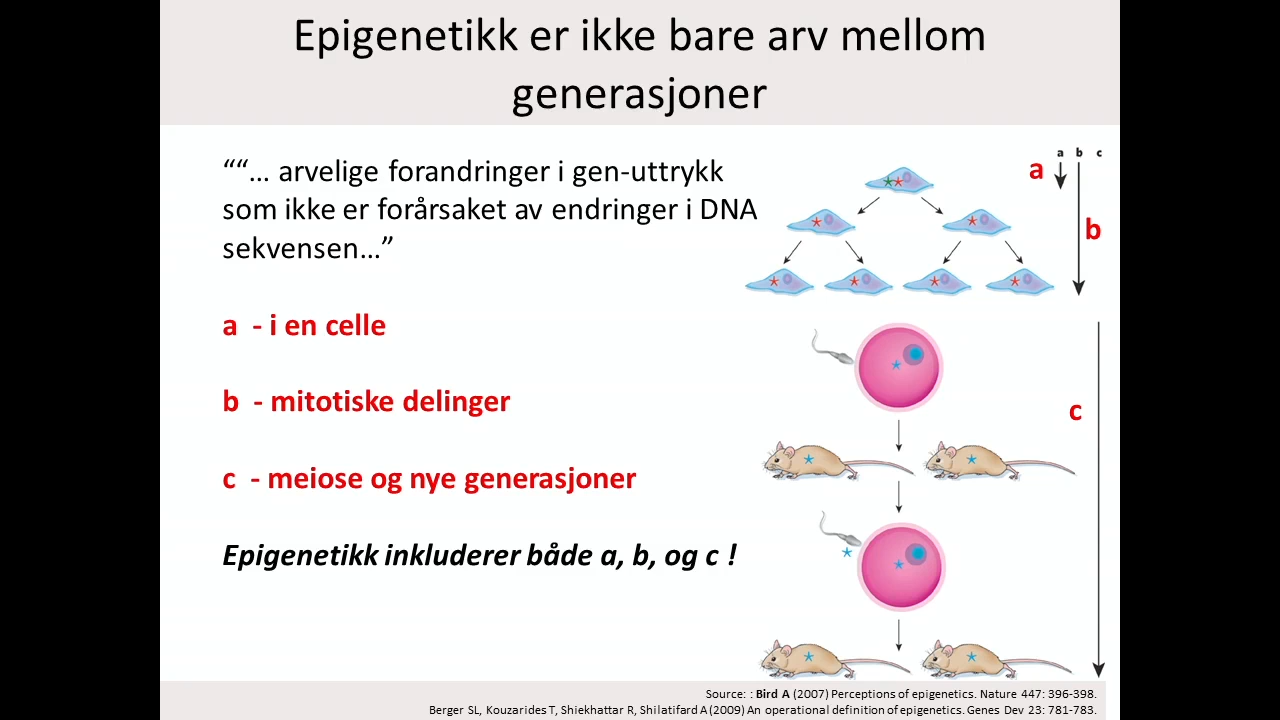 Epigenetikk er ikke bare arv mellom
generasjoner
““… arvelige forandringer i gen-uttrykk
som ikke er forårsaket av endringer i DNA
sekvensen…”
a - i en celle
b - mitotiske delinger
c - meiose og nye generasjoner
Epigenetikk inkluderer både a, b, og c !
a b c
a
b
c
Source: : Bird A (2007) Perceptions of epigenetics. Nature 447: 396-398.
Berger SL, Kouzarides T, Shiekhattar R, Shilatifard A (2009) An operational definition of epigenetics. Genes Dev 23: 781-783.